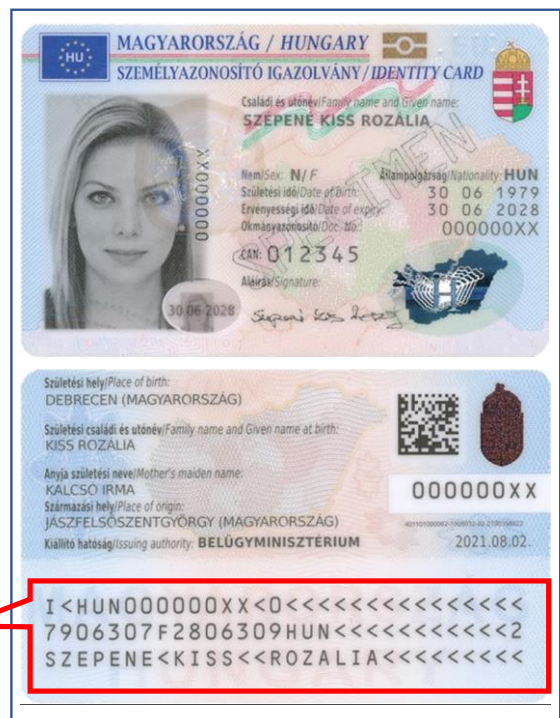 HU
MAGYARORSZÁG / HUNGARY
SZEMÉLYAZONOSÍTÓ IGAZOLVÁNY / IDENTITY CARD
Családi és utónév/Family name and Given name:
SZÉPENÉ KISS ROZÁLIA
Nem/Sex: N/F Állampolgárság/Nationality: HUN
Születési idő/Date of birth: 30 06 1979
Érvényességi idő/Date of expiry: 30 06 2028
Okmányazonosító/Doc. No.: 000000XX
CAN: 012345
Aláírás/Signature:
000000XX
30 06 2028
SPECIMEN
Születési hely/Place of birth:
DEBRECEN (MAGYARORSZÁG)
Születési családi és utónév/Family name and Given name at birth:
KISS ROZÁLIA
Anyja születési neve/Mother's maiden name:
KALCSÓ IRMA
000000XX
Származási hely/Place of origin:
JÁSZFELSŐSZENTGYÖRGY (MAGYARORSZÁG)
Kiállító hatóság/Issuing authority: BELÜGYMINISZTÉRIUM 2021.08.02.
I<HUN000000XX<0<<<<<<<<<<<<<<<
7906307F2806309HUN<<<<<<<<<<<2
SZEPENE<KISS<<ROZALIA<<<<<<<<<